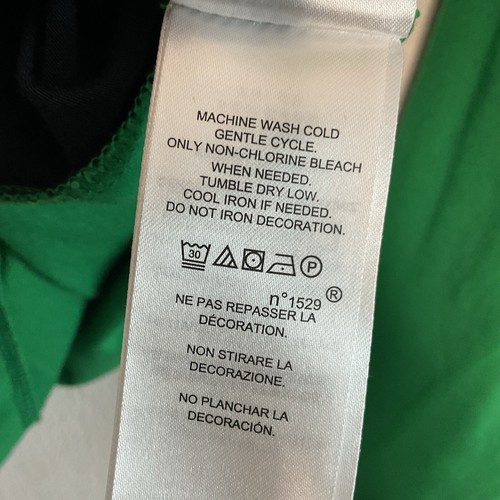 MACHINE WASH COLD
GENTLE CYCLE.
ONLY NON-CHLORINE BLEACH
WHEN NEEDED.
TUMBLE DRY LOW.
COOL IRON IF NEEDED.
DO NOT IRON DECORATION.
30 P
n°1529 ®
NE PAS REPASSER LA
DÉCORATION.
NON STIRARE LA
DECORAZIONE.
NO PLANCHAR LA
DECORACIÓN.